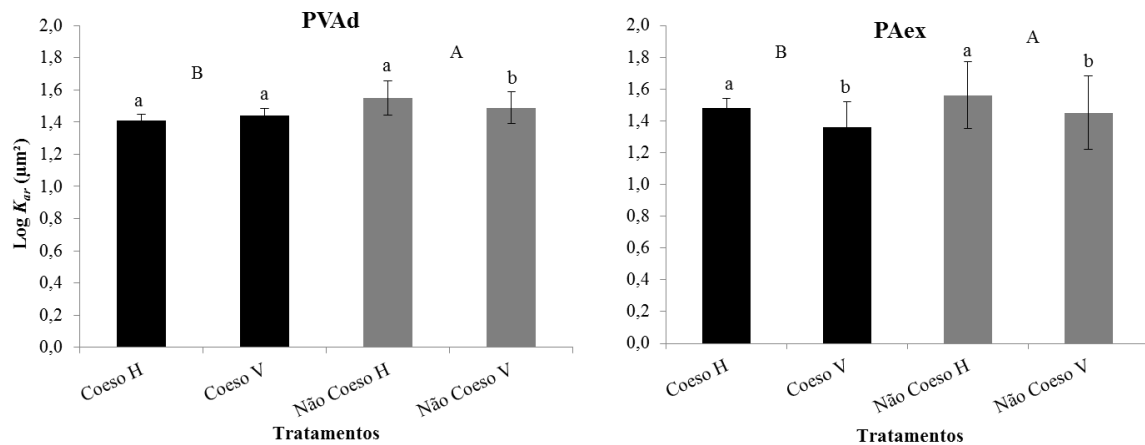 PVAd
Log Kar (µm²)
2,0
1,8
1,6
1,4
1,2
1,0
0,8
0,6
0,4
0,2
0,0
B
A
a
a
a
b
Coeso H
Coeso V
Não Coeso H
Não Coeso V
Tratamentos
PAex
2,0
1,8
1,6
1,4
1,2
1,0
0,8
0,6
0,4
0,2
0,0
B
A
a
b
a
b
Coeso H
Coeso V
Não Coeso H
Não Coeso V
Tratamentos